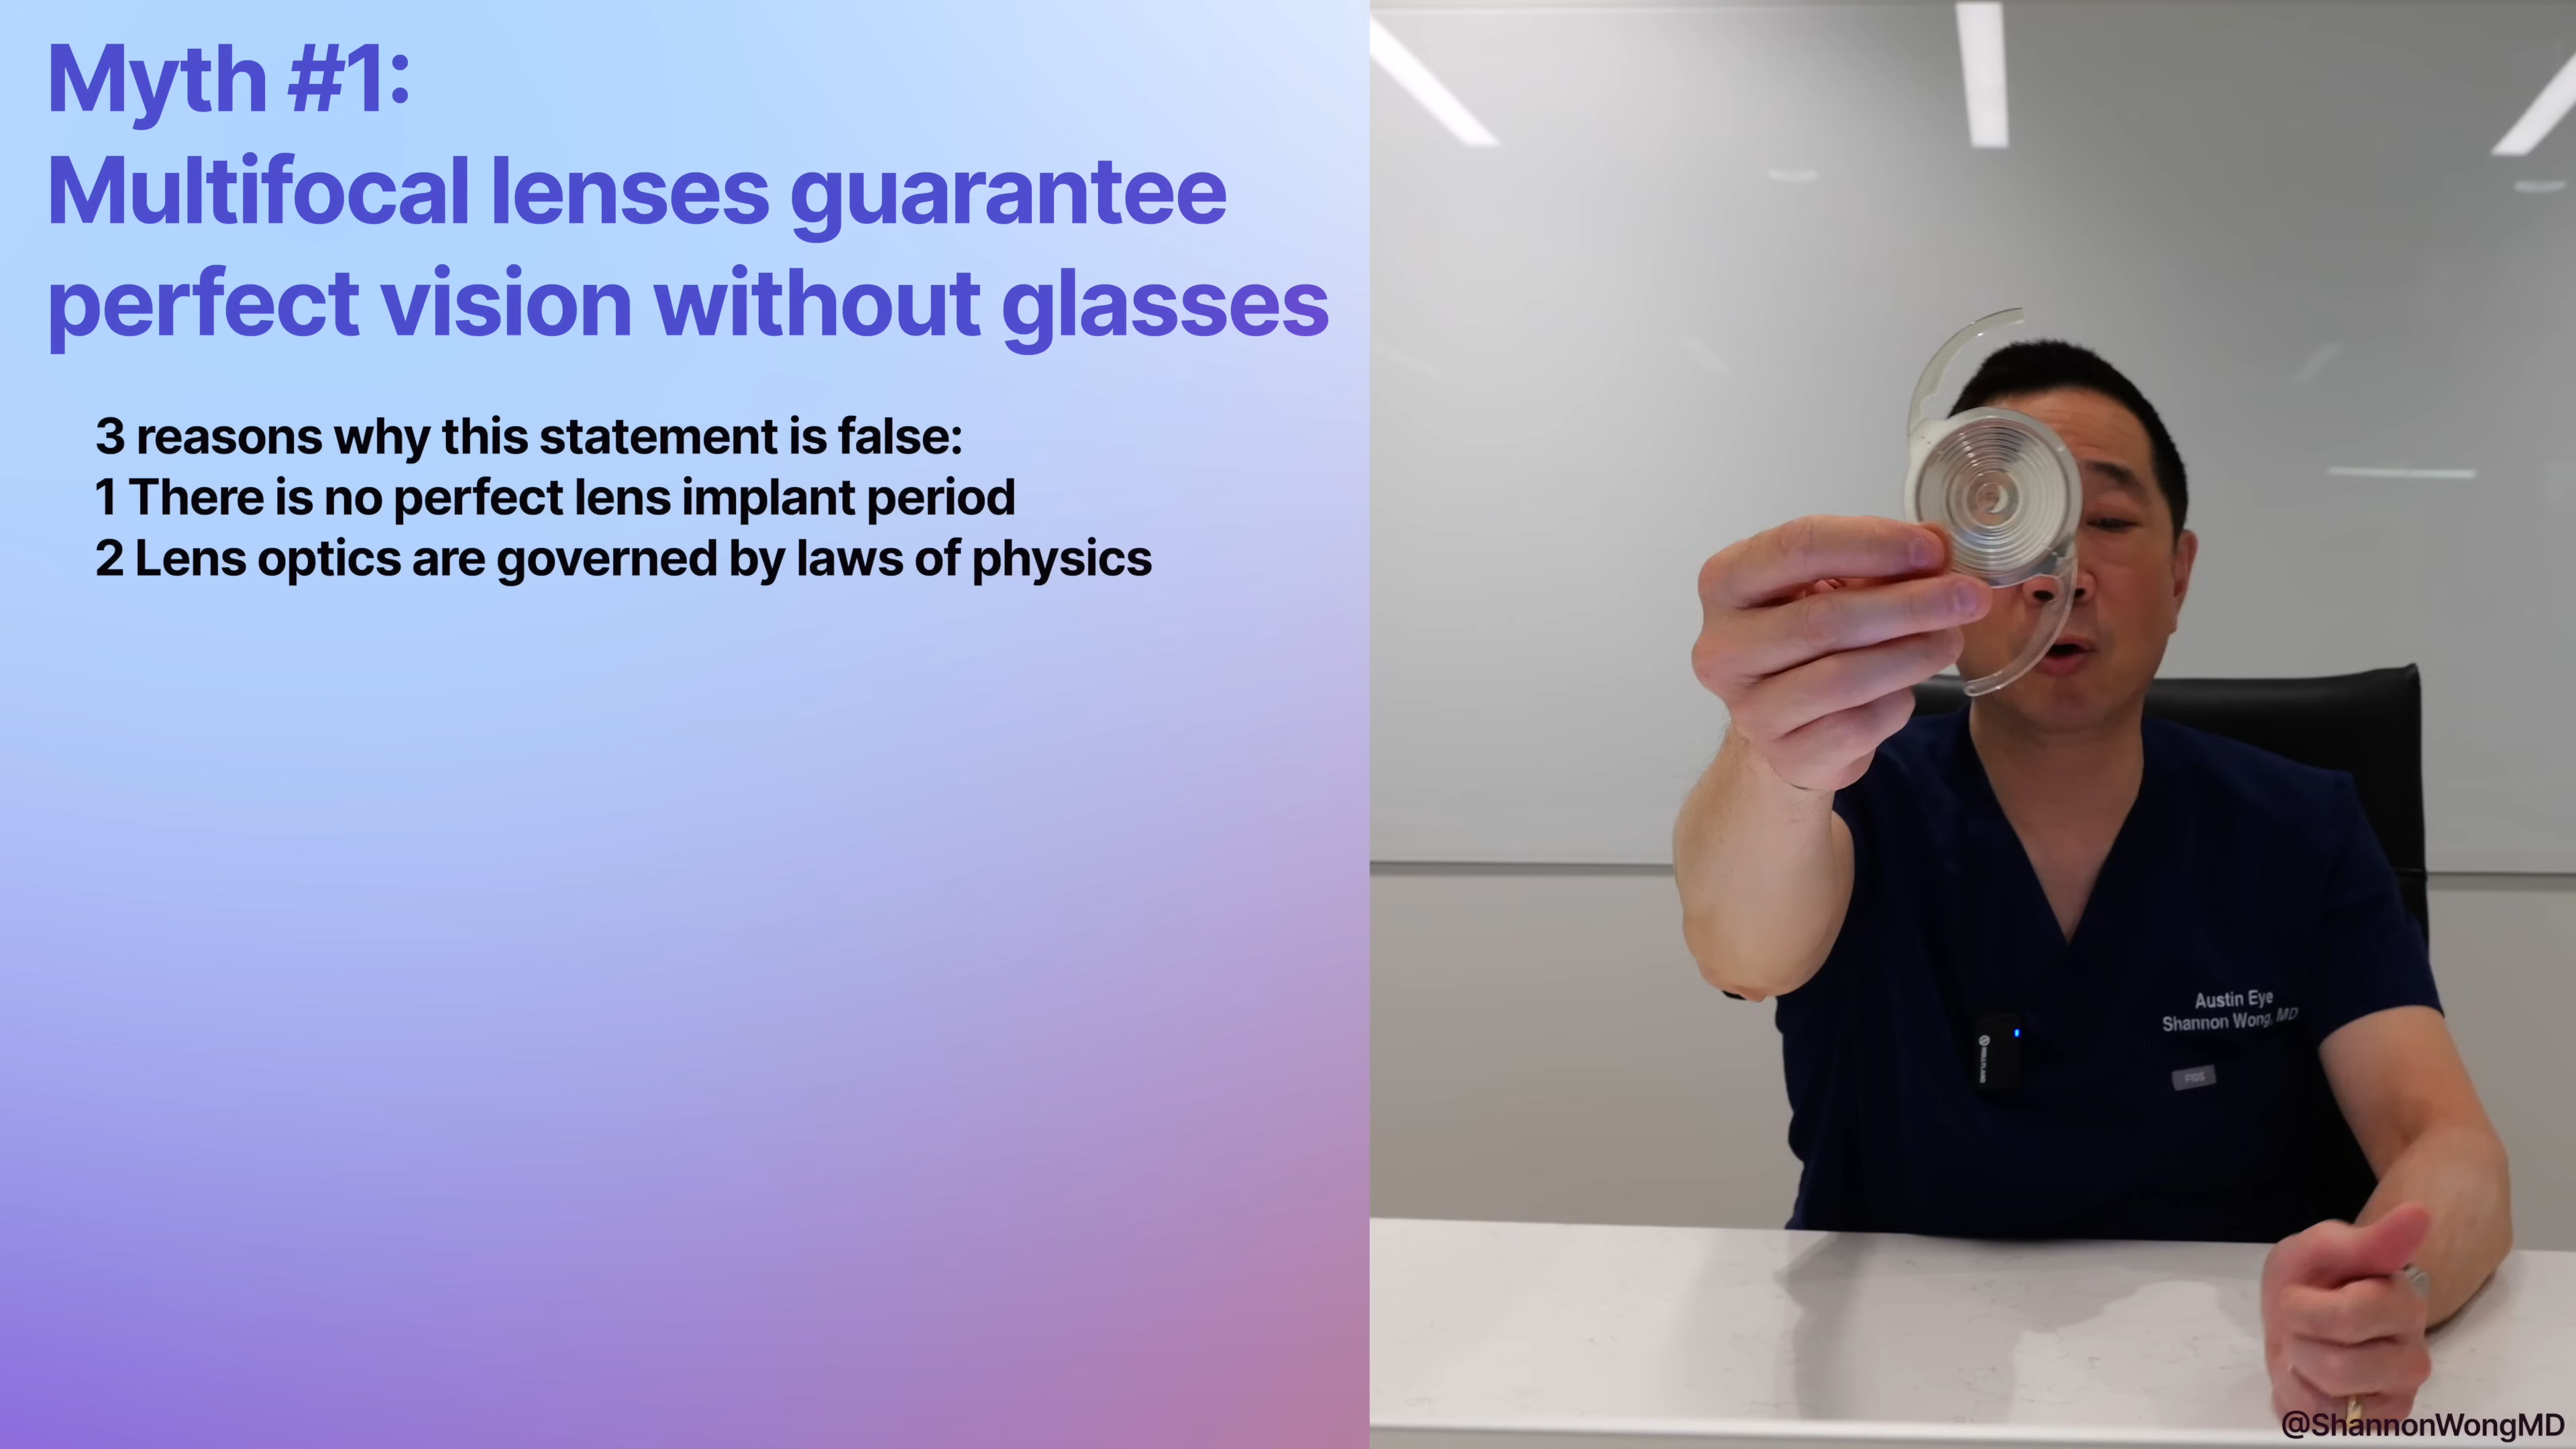 Myth #1:
Multifocal lenses guarantee
perfect vision without glasses
3 reasons why this statement is false:
1 There is no perfect lens implant period
2 Lens optics are governed by laws of physics
Austin Eye
Shannon Wong, MD
FIGS
@ShannonWongMD